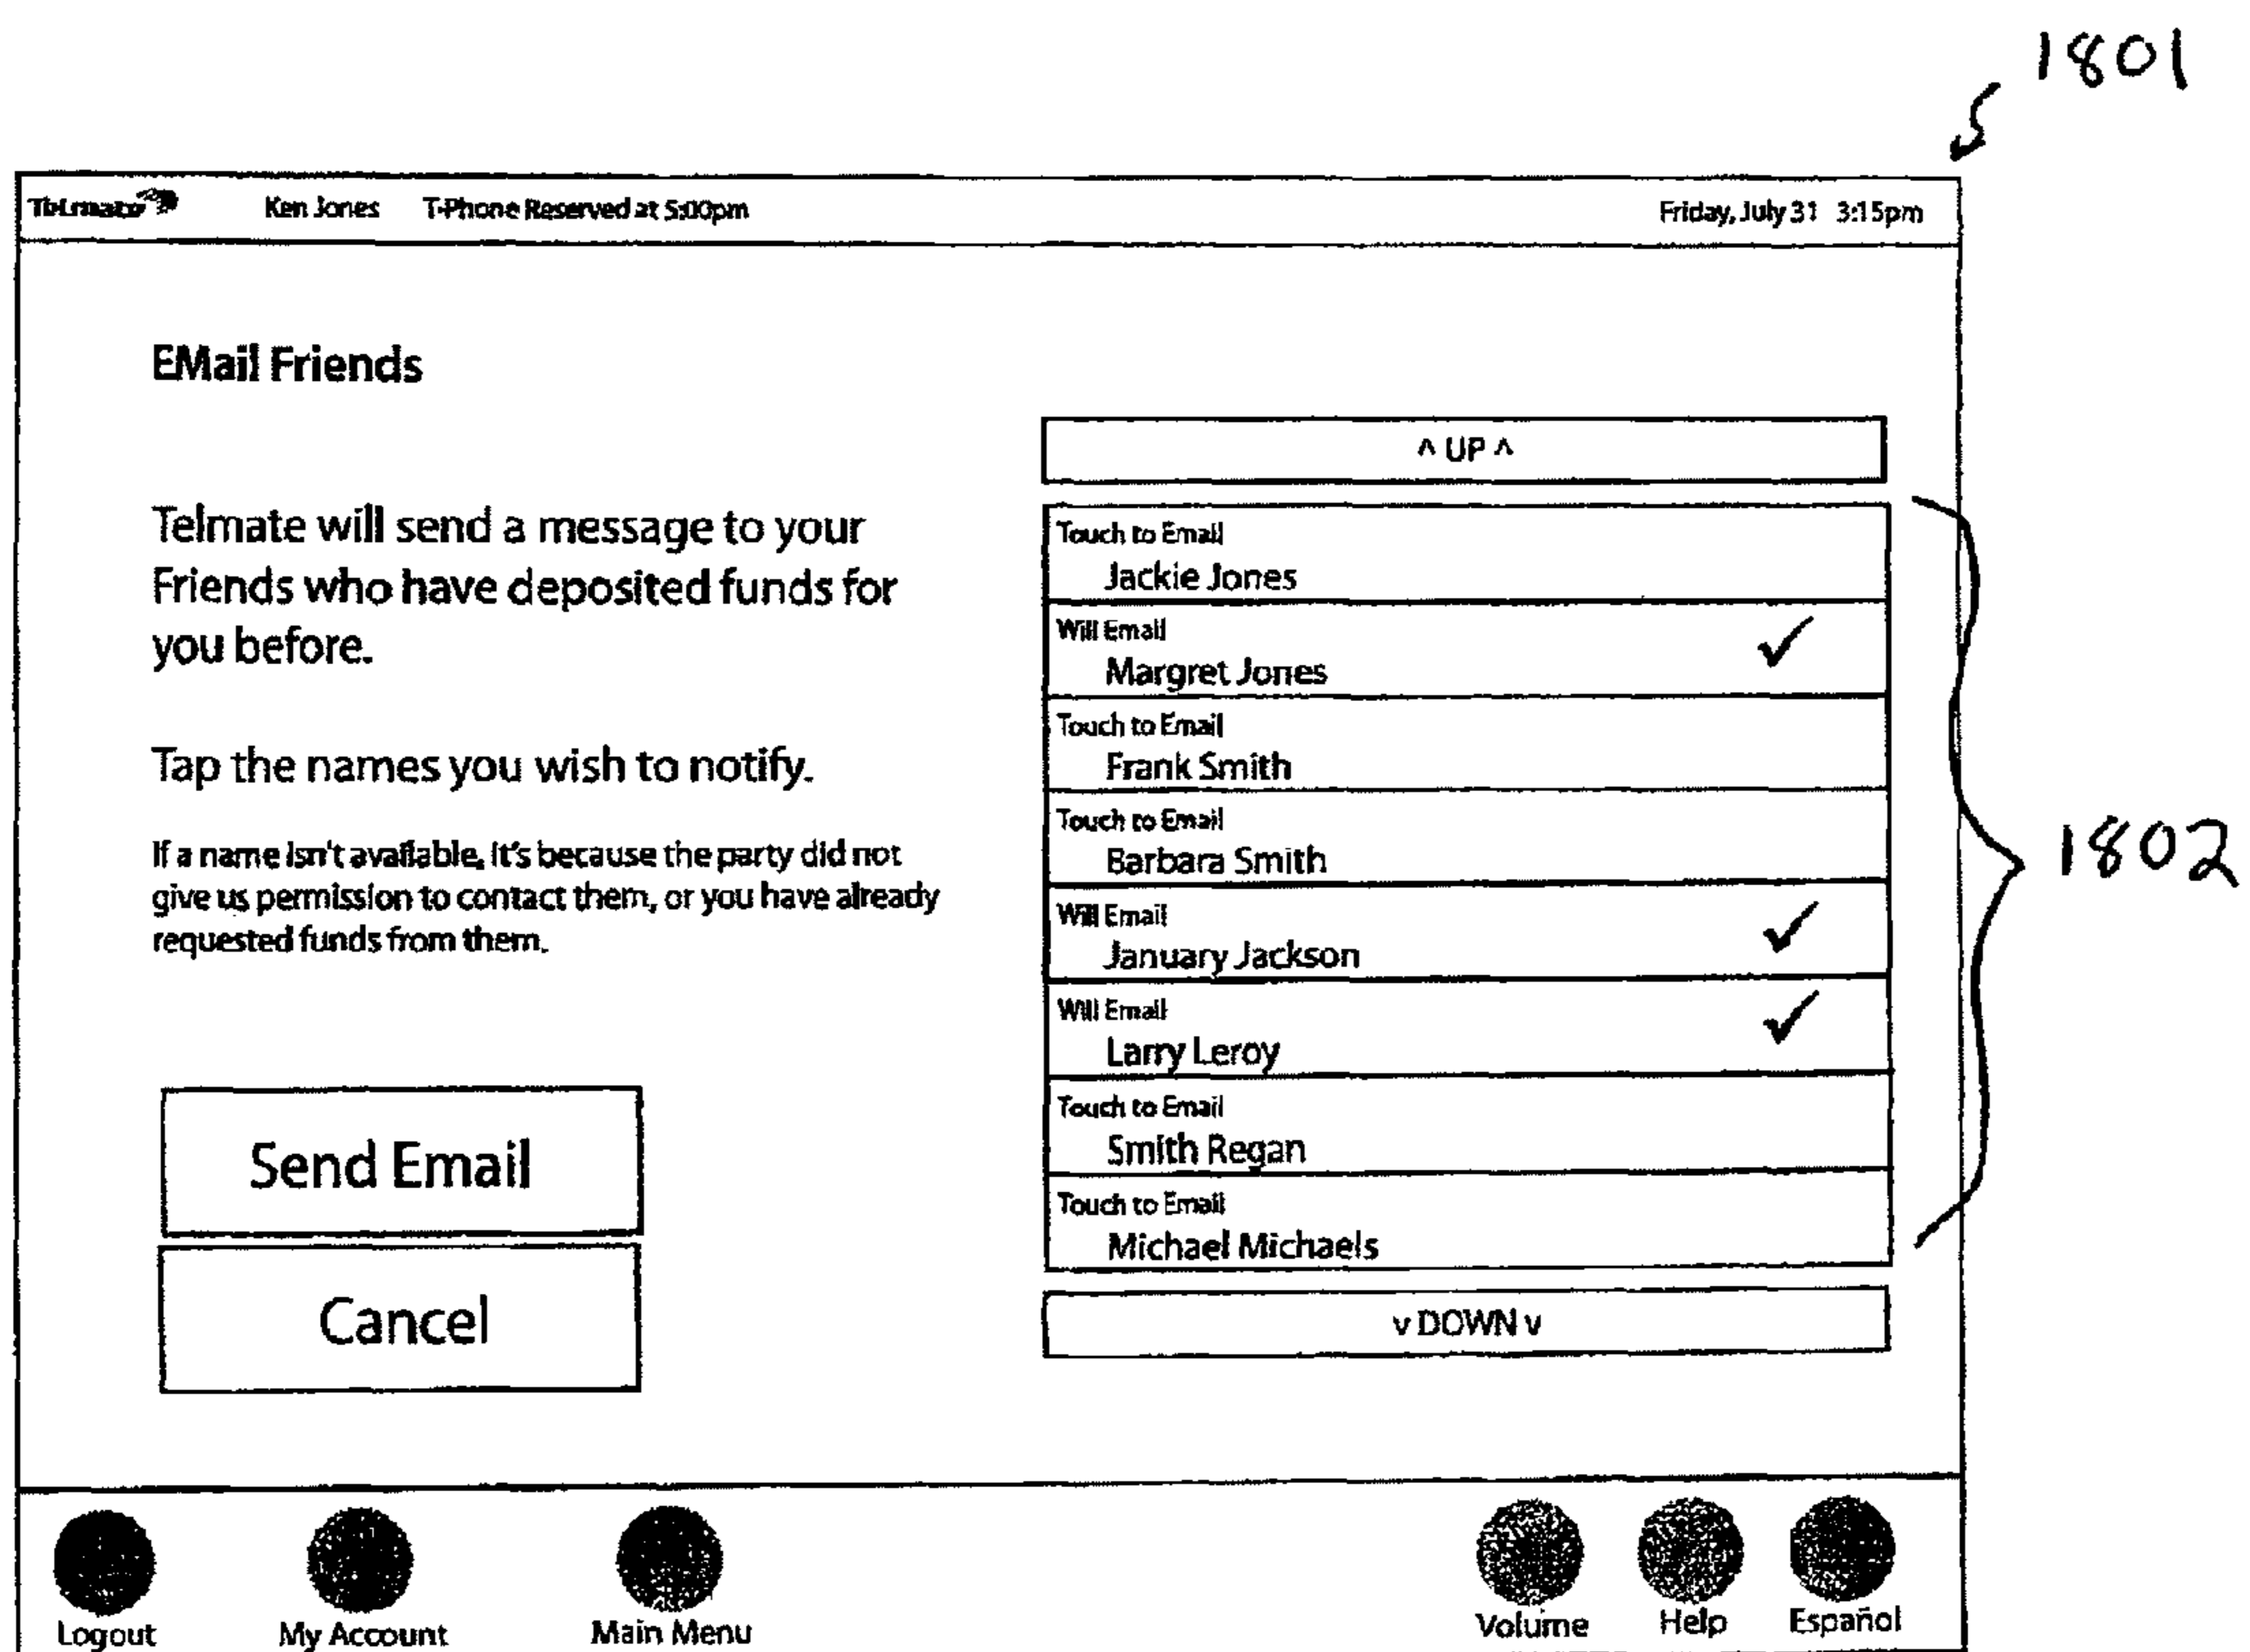 1801
Telmate Ken Jones T-Phone Reserved at 5:00pm Friday, July 31 3:15pm
EMail Friends
Telmate will send a message to your
Friends who have deposited funds for
you before.
Tap the names you wish to notify.
If a name isn't available, it's because the party did not
give us permission to contact them, or you have already
requested funds from them.
Send Email
Cancel
^ UP ^
Touch to Email
Jackie Jones
Will Email
Margret Jones
Touch to Email
Frank Smith
Touch to Email
Barbara Smith
Will Email
January Jackson
Will Email
Larry Leroy
Touch to Email
Smith Regan
Touch to Email
Michael Michaels
v DOWN v
1802
Logout My Account Main Menu Volume Help Español